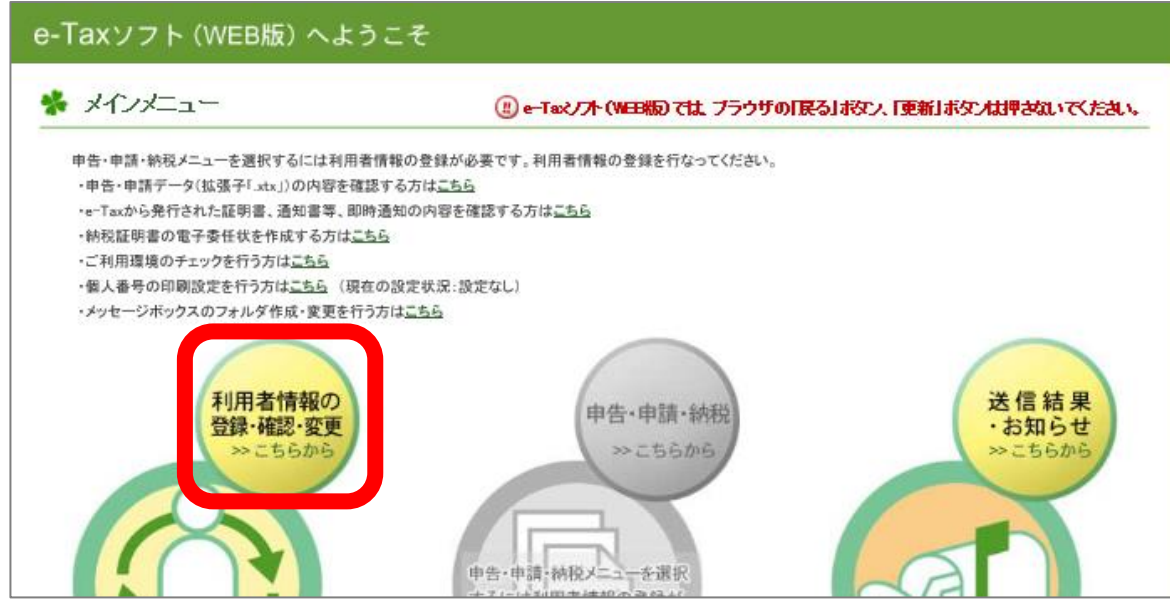 e-Taxソフト(WEB版)へようこそ
メインメニュー
e-Taxソフト(WEB版)では、ブラウザの「戻る」ボタン、「更新」ボタンは押さないでください。
申告・申請・納税メニューを選択するには利用者情報の登録が必要です。利用者情報の登録を行なってください。
・申告・申請データ(拡張子「.xtx」)の内容を確認する方はこちら
・e-Taxから発行された証明書、通知書等、即時通知の内容を確認する方はこちら
・納税証明書の電子委任状を作成する方はこちら
・ご利用環境のチェックを行う方はこちら
・個人番号の印刷設定を行う方はこちら (現在の設定状況:設定なし)
・メッセージボックスのフォルダ作成・変更を行う方はこちら
利用者情報の
登録・確認・変更
>>こちらから
申告・申請・納税
>>こちらから
送信結果
・お知らせ
>>こちらから
申告・申請・納税メニューを選択
するには利用者情報の登録が